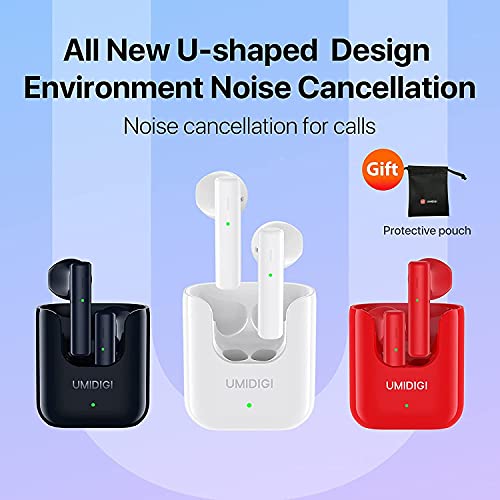 All New U-shaped Design
Environment Noise Cancellation
Noise cancellation for calls
Gift
Protective pouch
UMIDIGI
UMIDIGI
UMIDIGI